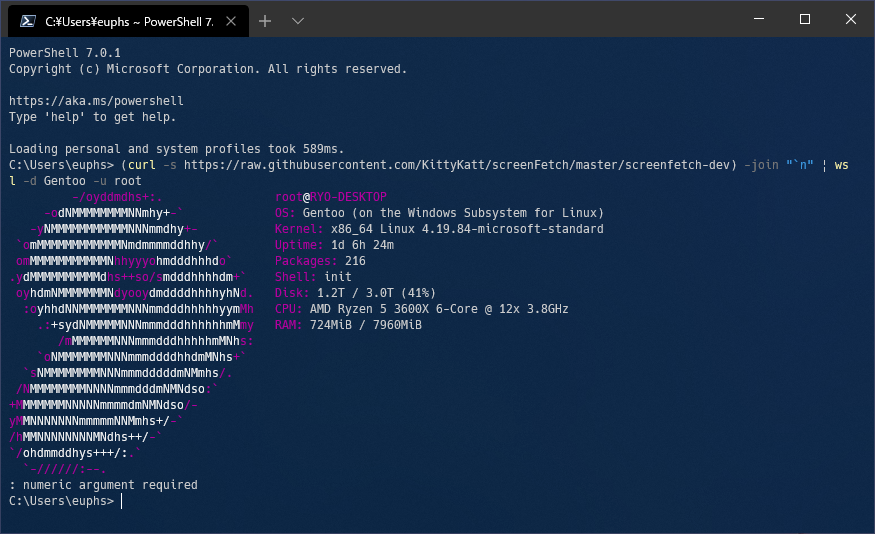 C:¥Users¥euphs ~ PowerShell 7.
PowerShell 7.0.1
Copyright (c) Microsoft Corporation. All rights reserved.
https://aka.ms/powershell
Type 'help' to get help.
Loading personal and system profiles took 589ms.
C:\Users\euphs> (curl -s https://raw.githubusercontent.com/KittyKatt/screenFetch/master/screenfetch-dev) -join "`n" ¦ ws
l -d Gentoo -u root
         -/oyddmdhs+:.                root@RYO-DESKTOP
     -odNMMMMMMMMNNmhy+-`             OS: Gentoo (on the Windows Subsystem for Linux)
   -yNMMMMMMMMMMMNNNmmdhy+-           Kernel: x86_64 Linux 4.19.84-microsoft-standard
 `omMMMMMMMMMMMMNmdmmmmddhhy/`        Uptime: 1d 6h 24m
 omMMMMMMMMMMMNhhyyyohmdddhhhdo`      Packages: 216
.ydMMMMMMMMMMdhs++so/smdddhhhhdm+`    Shell: init
 oyhdmNMMMMMMMNdyooydmddddhhhhyhNd.   Disk: 1.2T / 3.0T (41%)
  :oyhhdNNMMMMMMMNNNmmdddhhhhhyymMh   CPU: AMD Ryzen 5 3600X 6-Core @ 12x 3.8GHz
    .:+sydNMMMMMNNNmmmdddhhhhhhmMmy   RAM: 724MiB / 7960MiB
       /mMMMMMMNNNmmmdddhhhhhmMNhs:
    `oNMMMMMMMNNNmmmddddhhdmMNhs+`
  `sNMMMMMMMMNNNmmmdddddmNMmhs/.
 /NMMMMMMMMNNNNmmmdddmNMNdso:`
+MMMMMMMNNNNNmmmmdmNMNdso/-
yMMNNNNNNNmmmmmNNMmhs+/-`
/hMMNNNNNNNNMNdhs++/-`
`/ohdmmddhys+++/:.`
  `-//////:--.
: numeric argument required
C:\Users\euphs>